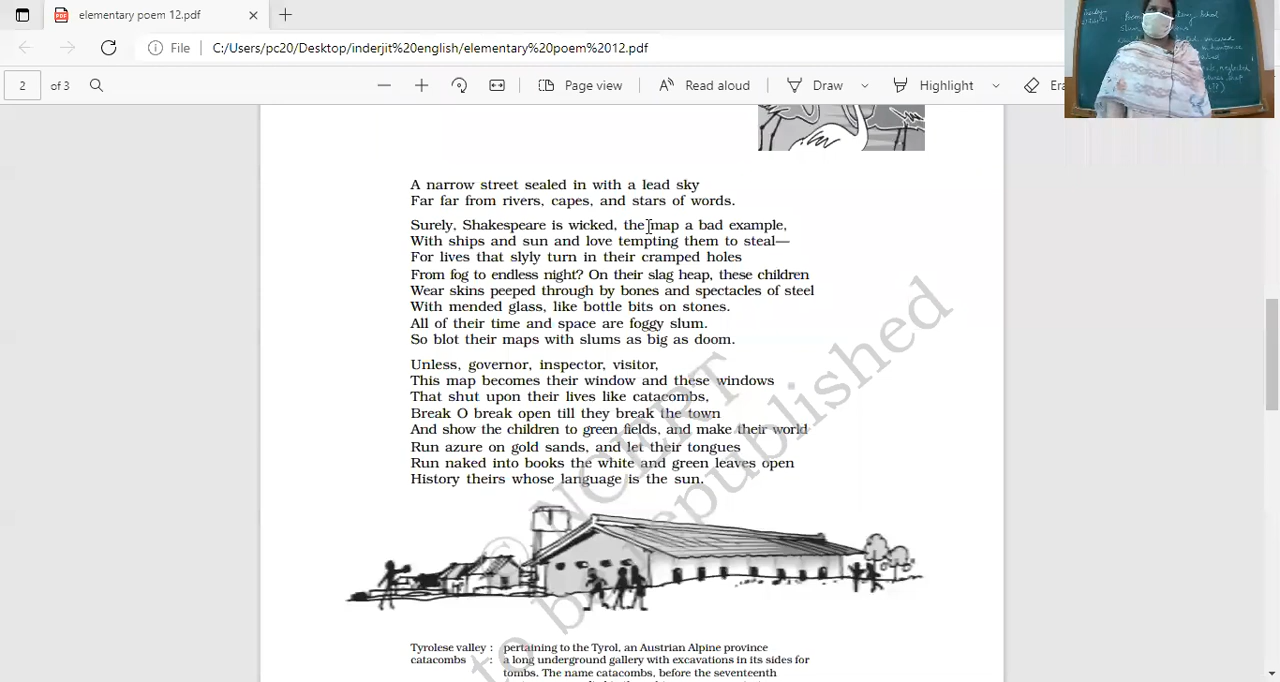 elementary poem 12.pdf
File
C:/Users/pc20/Desktop/inderjit%20english/elementary%20poem%2012.pdf
2 of 3
Page view
Read aloud
Draw
Highlight
A narrow street sealed in with a lead sky
Far far from rivers, capes, and stars of words.
Surely, Shakespeare is wicked, the map a bad example,
With ships and sun and love tempting them to steal—
For lives that slyly turn in their cramped holes
From fog to endless night? On their slag heap, these children
Wear skins peeped through by bones and spectacles of steel
With mended glass, like bottle bits on stones.
All of their time and space are foggy slum.
So blot their maps with slums as big as doom.
Unless, governor, inspector, visitor,
This map becomes their window and these windows
That shut upon their lives like catacombs,
Break O break open till they break the town
And show the children to green fields, and make their world
Run azure on gold sands, and let their tongues
Run naked into books the white and green leaves open
History theirs whose language is the sun.
© NCERT
to be republished
Tyrolese valley : pertaining to the Tyrol, an Austrian Alpine province
catacombs : a long underground gallery with excavations in its sides for
tombs. The name catacombs, before the seventeenth